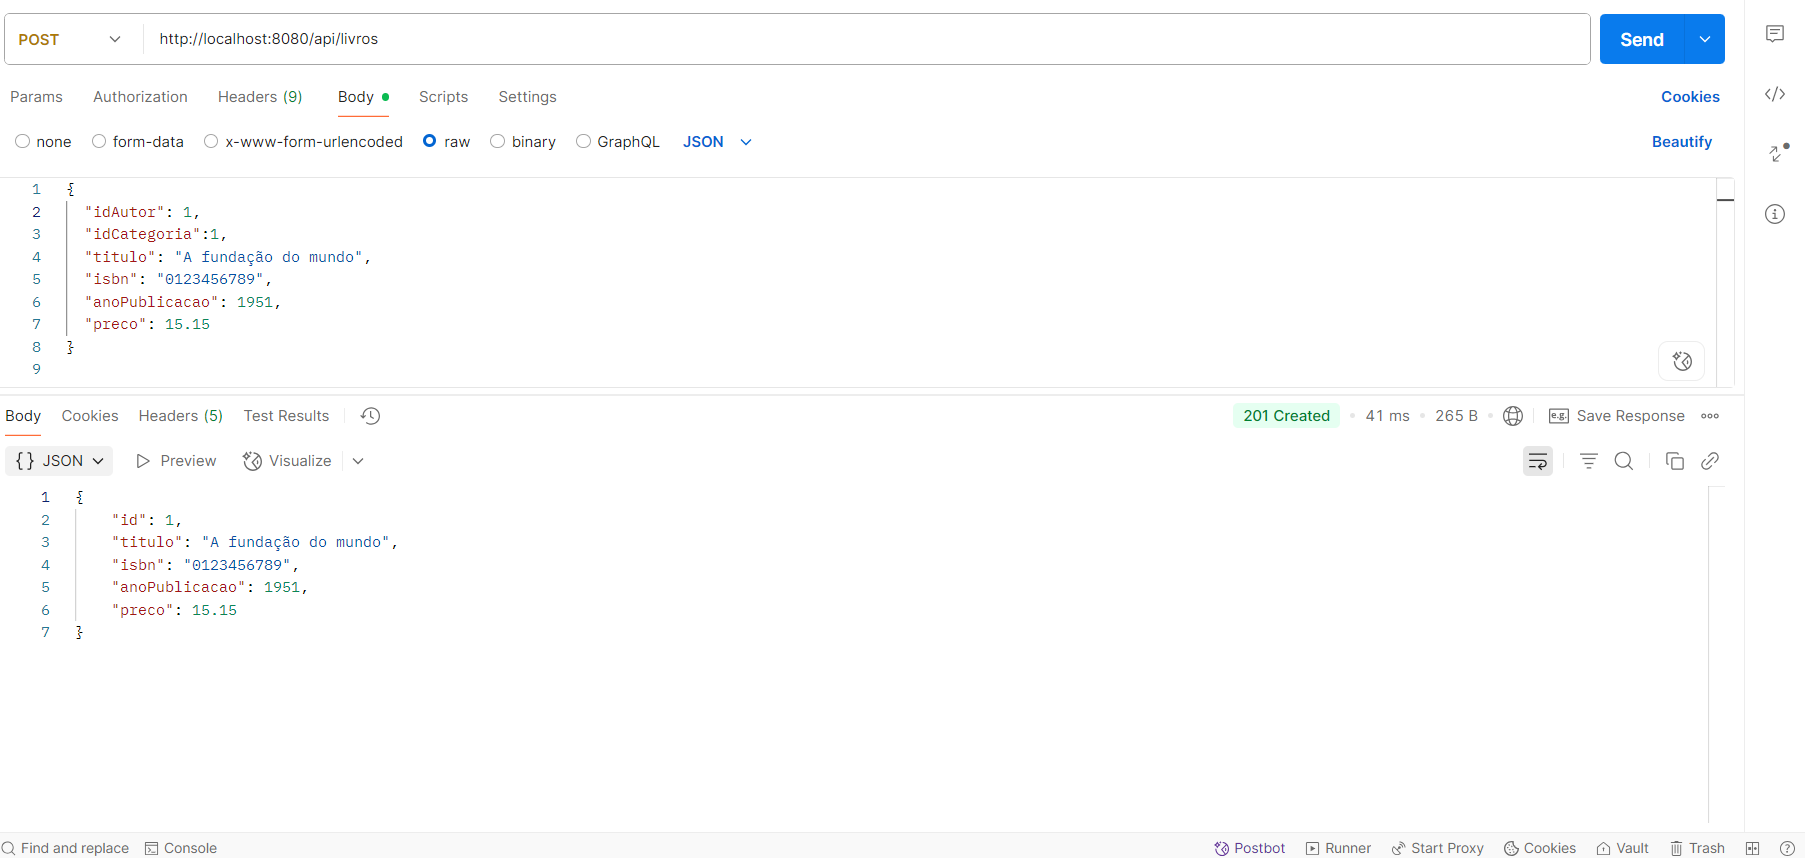 POST http://localhost:8080/api/livros Send
Params Authorization Headers (9) Body Scripts Settings Cookies
none form-data x-www-form-urlencoded raw binary GraphQL JSON Beautify
1 {
2 "idAutor": 1,
3 "idCategoria":1,
4 "titulo": "A fundação do mundo",
5 "isbn": "0123456789",
6 "anoPublicacao": 1951,
7 "preco": 15.15
8 }
9
Body Cookies Headers (5) Test Results 201 Created 41 ms 265 B e.g. Save Response
{} JSON Preview Visualize
1 {
2 "id": 1,
3 "titulo": "A fundação do mundo",
4 "isbn": "0123456789",
5 "anoPublicacao": 1951,
6 "preco": 15.15
7 }
Find and replace Console Postbot Runner Start Proxy Cookies Vault Trash